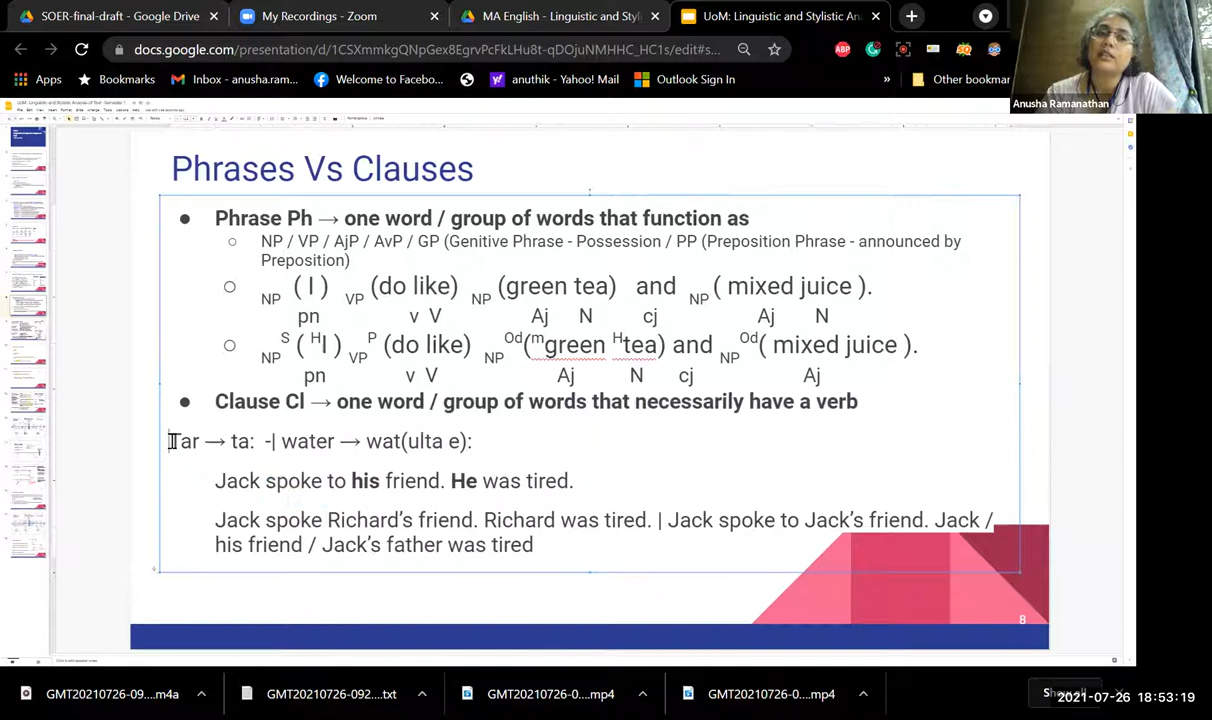 SOER-final-draft - Google Drive
My Recordings - Zoom
MA English - Linguistic and Styl
UoM: Linguistic and Stylistic An
docs.google.com/presentation/d/1CSXmmkgQNpGex8EgrvPcFkLHu8t-qDOjuNMHHC_HC1s/edit#s...
ABP
Apps
Bookmarks
Inbox - anusha.ram...
Welcome to Facebo...
anuthik - Yahoo! Mail
Outlook Sign In
»
Other bookmar
Anusha Ramanathan
Phrases Vs Clauses
● Phrase Ph → one word / group of words that function as
○ NP / VP / AjP / AvP / GP (Genitive Phrase - Possession / PP (Preposition Phrase - announced by
Preposition)
○ NP ( I ) VP (do like) NP (green tea) and NP ( mixed juice ).
pn v V Aj N cj Aj N
○ NP S ( H I ) VP P (do like) NP Od(m green H tea) and NP Od( mixed juice ).
pn v V Aj N cj Aj
● Clause Cl → one word / group of words that necessarily have a verb
Tar → ta: -| water → wat(ulta e):
Jack spoke to his friend. He was tired.
Jack spoke Richard's friend. Richard was tired. | Jack spoke to Jack's friend. Jack /
his friend / Jack's father was tired
8
GMT20210726-09....m4a
GMT20210726-092....txt
GMT20210726-0....mp4
GMT20210726-0....mp4
2021-07-26 18:53:19